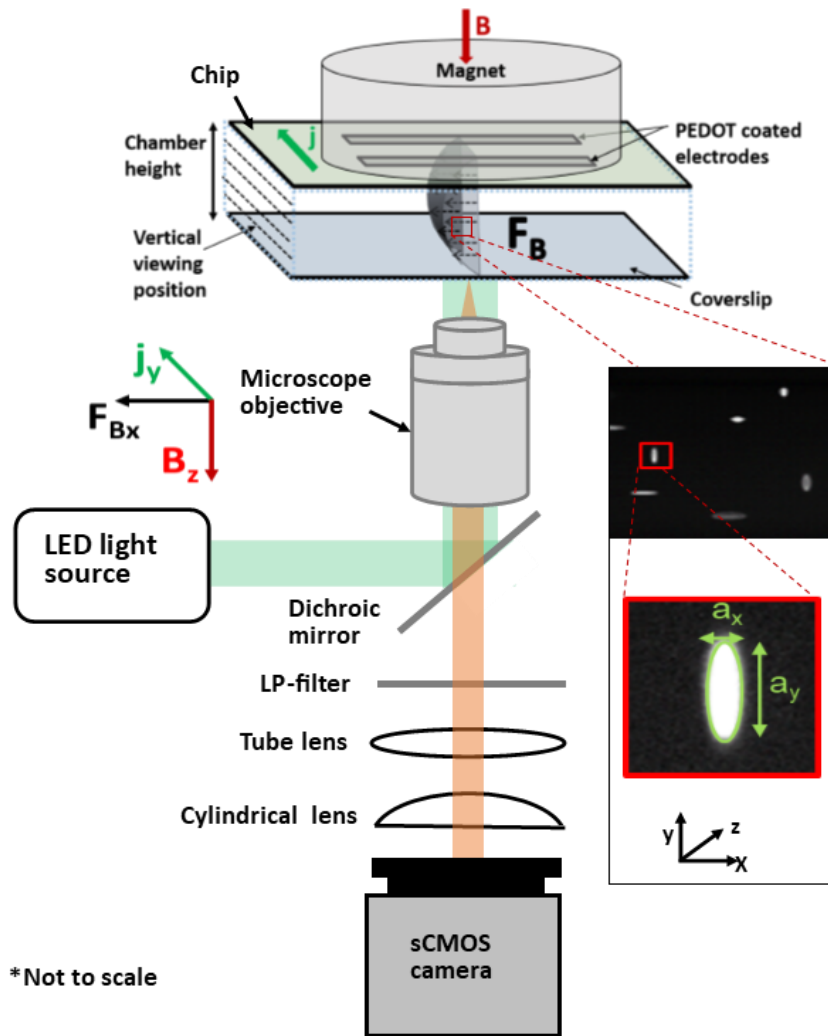 B
Magnet
Chip
j
PEDOT coated
electrodes
Chamber
height
F_B
Vertical
viewing
position
Coverslip
j_y
Microscope
objective
F_Bx
B_z
LED light
source
a_x
a_y
Dichroic
mirror
LP-filter
Tube lens
Cylindrical lens
y
z
X
sCMOS
camera
*Not to scale